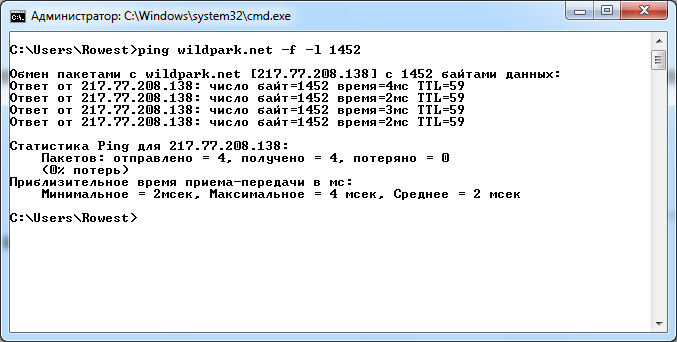 Администратор: C:\Windows\system32\cmd.exe
C:\Users\Rowest>ping wildpark.net -f -l 1452
Обмен пакетами с wildpark.net [217.77.208.138] с 1452 байтами данных:
Ответ от 217.77.208.138: число байт=1452 время=4мс TTL=59
Ответ от 217.77.208.138: число байт=1452 время=2мс TTL=59
Ответ от 217.77.208.138: число байт=1452 время=3мс TTL=59
Ответ от 217.77.208.138: число байт=1452 время=2мс TTL=59
Статистика Ping для 217.77.208.138:
Пакетов: отправлено = 4, получено = 4, потеряно = 0
(0% потерь)
Приблизительное время приема-передачи в мс:
Минимальное = 2мсек, Максимальное = 4 мсек, Среднее = 2 мсек
C:\Users\Rowest>